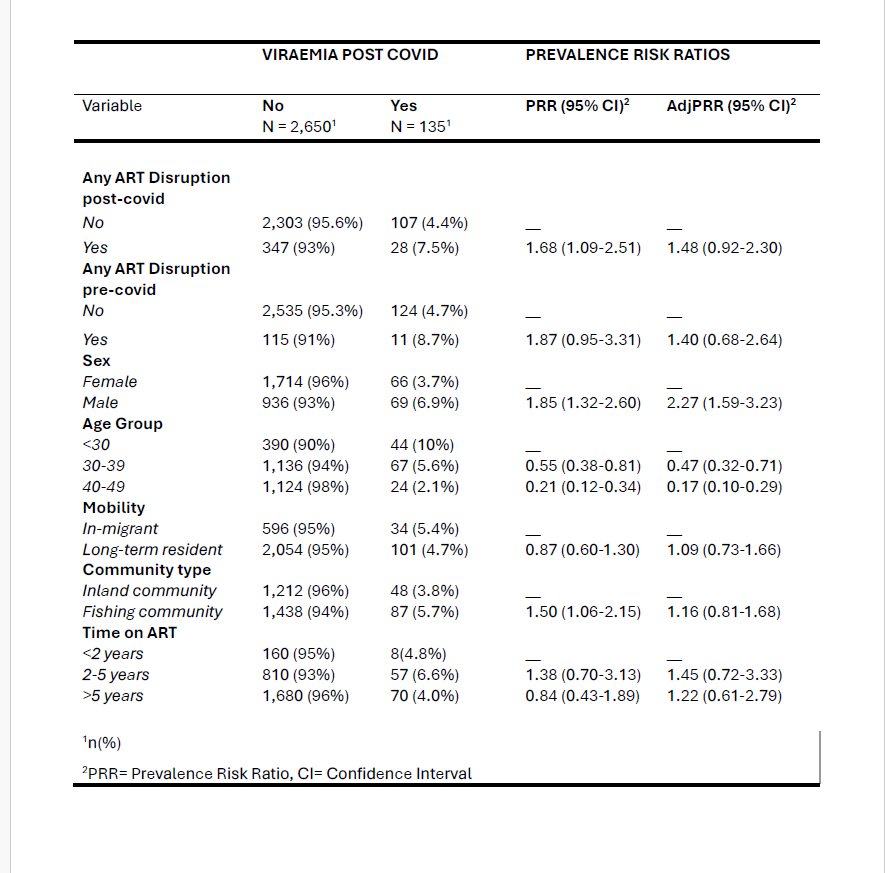 VIRAEMIA POST COVID PREVALENCE RISK RATIOS
Variable No Yes PRR (95% CI)² AdjPRR (95% CI)²
N = 2,650¹ N = 135¹
Any ART Disruption
post-covid
No 2,303 (95.6%) 107 (4.4%) __ __
Yes 347 (93%) 28 (7.5%) 1.68 (1.09-2.51) 1.48 (0.92-2.30)
Any ART Disruption
pre-covid
No 2,535 (95.3%) 124 (4.7%) __ __
Yes 115 (91%) 11 (8.7%) 1.87 (0.95-3.31) 1.40 (0.68-2.64)
Sex
Female 1,714 (96%) 66 (3.7%) __ __
Male 936 (93%) 69 (6.9%) 1.85 (1.32-2.60) 2.27 (1.59-3.23)
Age Group
<30 390 (90%) 44 (10%) __ __
30-39 1,136 (94%) 67 (5.6%) 0.55 (0.38-0.81) 0.47 (0.32-0.71)
40-49 1,124 (98%) 24 (2.1%) 0.21 (0.12-0.34) 0.17 (0.10-0.29)
Mobility
In-migrant 596 (95%) 34 (5.4%) __ __
Long-term resident 2,054 (95%) 101 (4.7%) 0.87 (0.60-1.30) 1.09 (0.73-1.66)
Community type
Inland community 1,212 (96%) 48 (3.8%) __ __
Fishing community 1,438 (94%) 87 (5.7%) 1.50 (1.06-2.15) 1.16 (0.81-1.68)
Time on ART
<2 years 160 (95%) 8(4.8%) __ __
2-5 years 810 (93%) 57 (6.6%) 1.38 (0.70-3.13) 1.45 (0.72-3.33)
>5 years 1,680 (96%) 70 (4.0%) 0.84 (0.43-1.89) 1.22 (0.61-2.79)
¹n(%)
²PRR= Prevalence Risk Ratio, CI= Confidence Interval